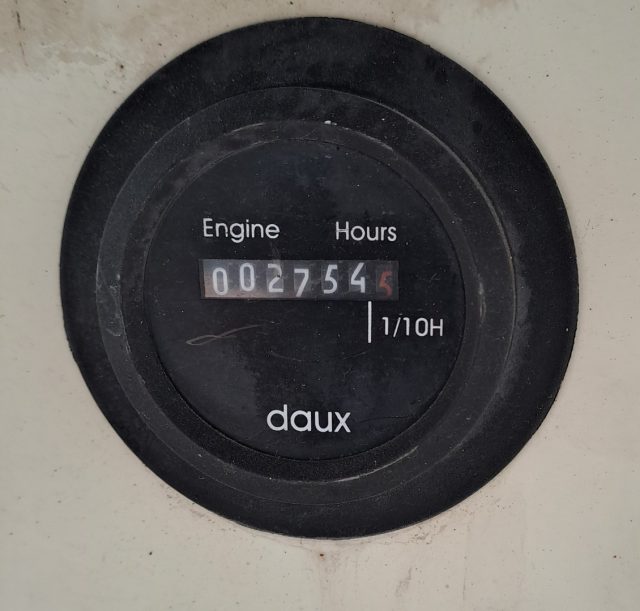 Engine Hours
0027545
1/10H
daux